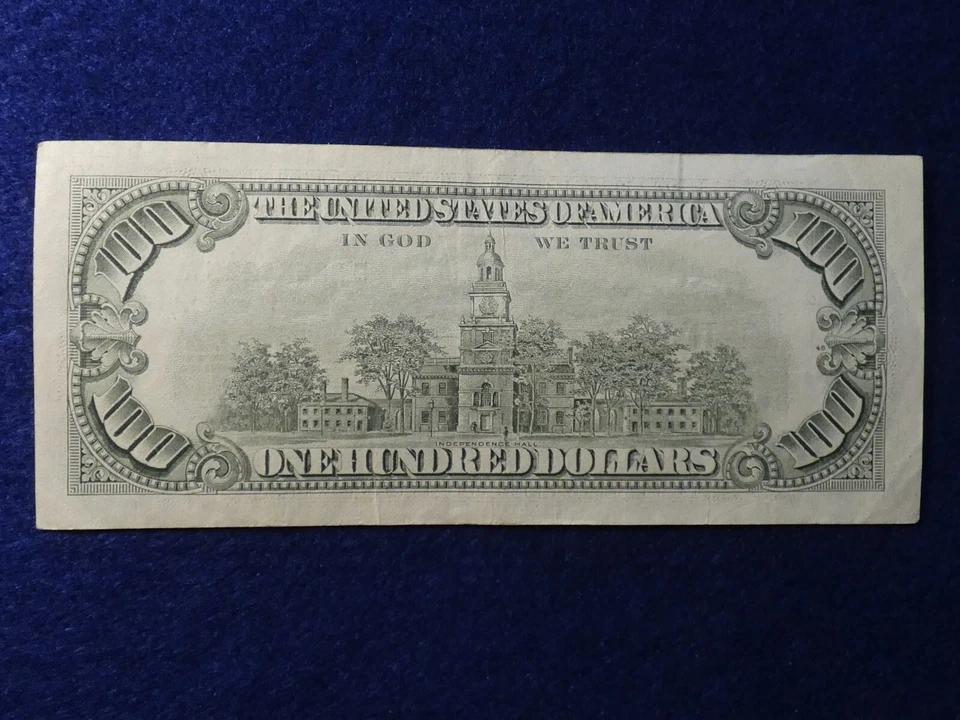 100 THE UNITED STATES OF AMERICA 100
IN GOD WE TRUST
INDEPENDENCE HALL
100 ONE HUNDRED DOLLARS 100